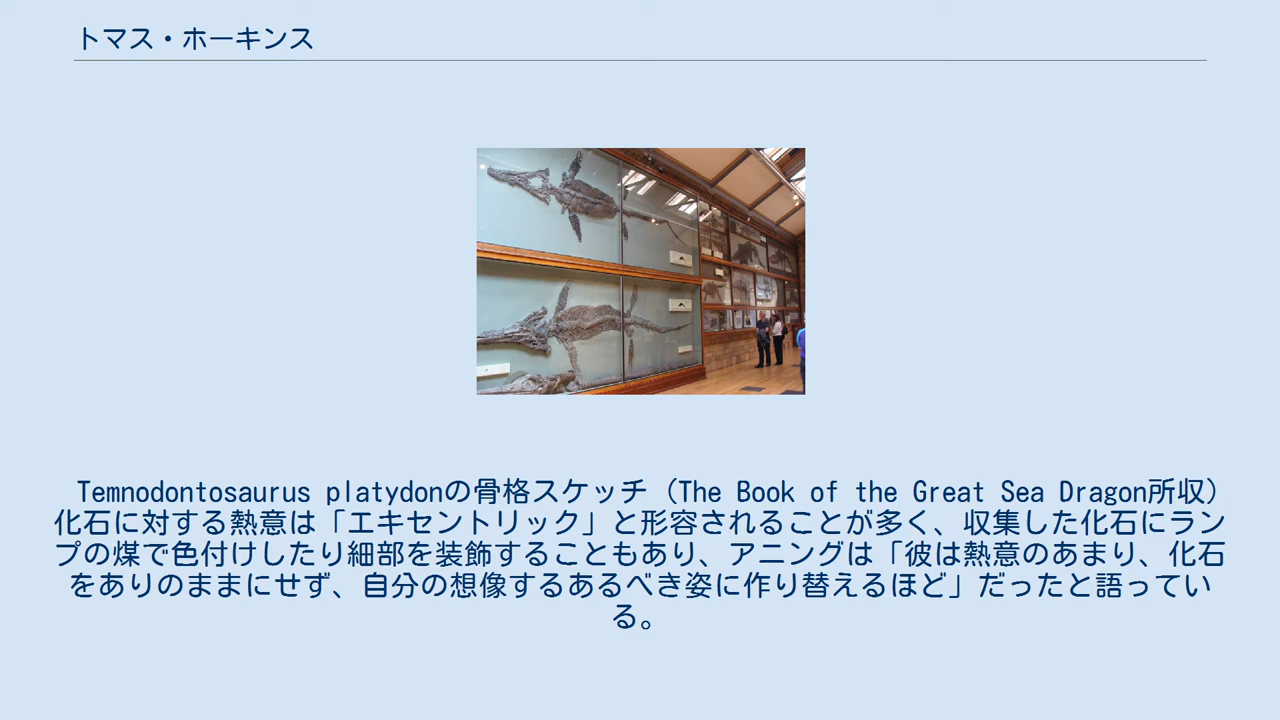 トマス・ホーキンス
Temnodontosaurus platydonの骨格スケッチ（The Book of the Great Sea Dragon所収）
化石に対する熱意は「エキセントリック」と形容されることが多く、収集した化石にラン
プの煤で色付けしたり細部を装飾することもあり、アニングは「彼は熱意のあまり、化石
をありのままにせず、自分の想像するあるべき姿に作り替えるほど」だったと語ってい
る。